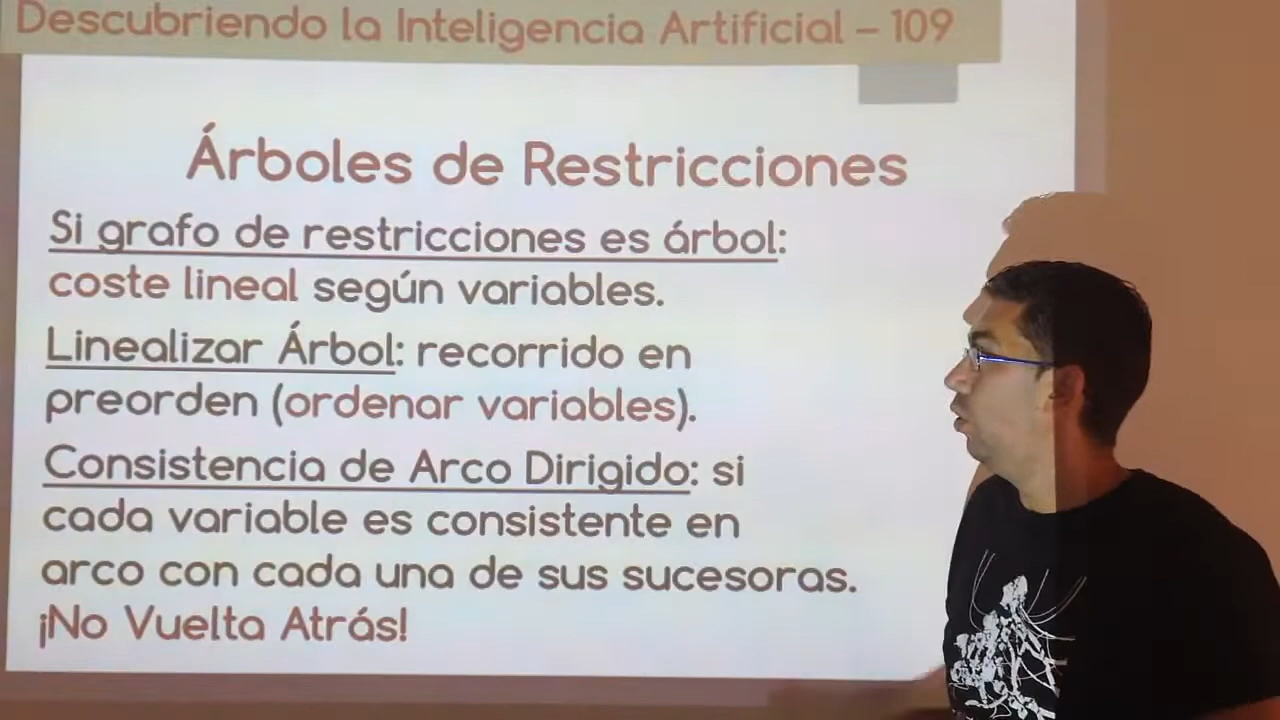 Descubriendo la Inteligencia Artificial – 109
Árboles de Restricciones
Si grafo de restricciones es árbol:
coste lineal según variables.
Linealizar Árbol: recorrido en
preorden (ordenar variables).
Consistencia de Arco Dirigido: si
cada variable es consistente en
arco con cada una de sus sucesoras.
¡No Vuelta Atrás!